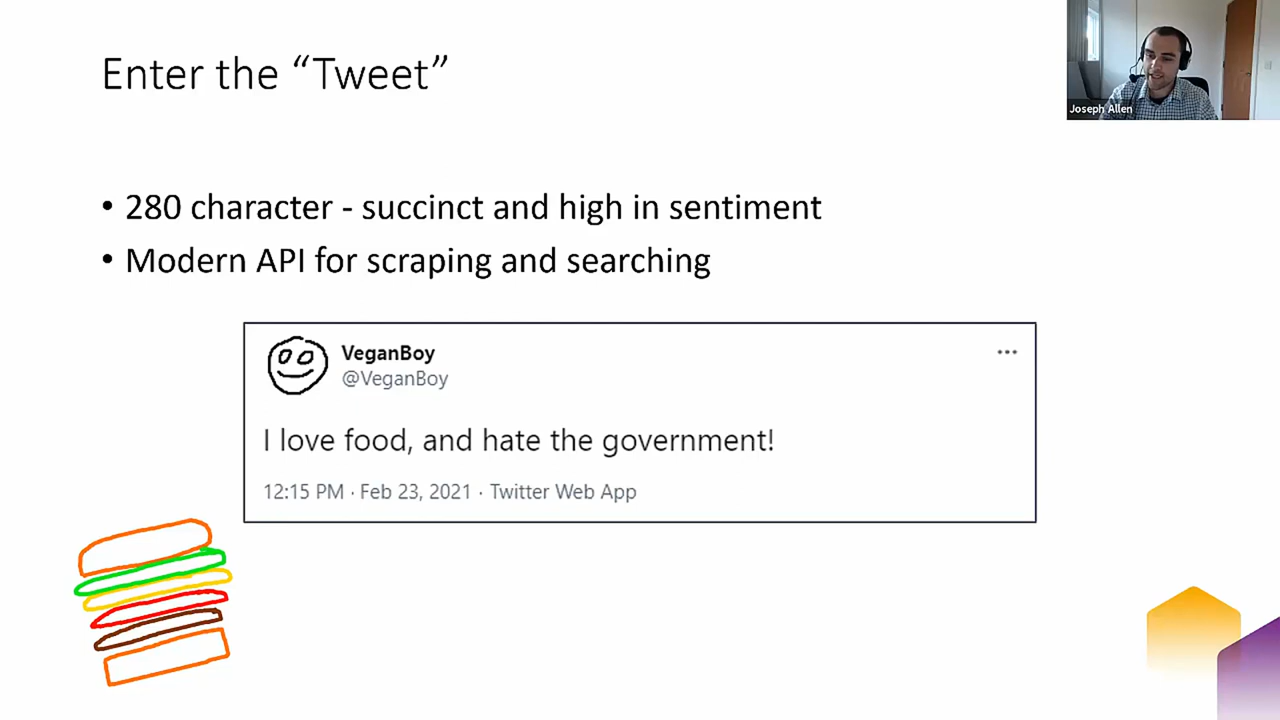 Enter the “Tweet”
Joseph Allen
• 280 character - succinct and high in sentiment
• Modern API for scraping and searching
VeganBoy
@VeganBoy
I love food, and hate the government!
12:15 PM · Feb 23, 2021 · Twitter Web App